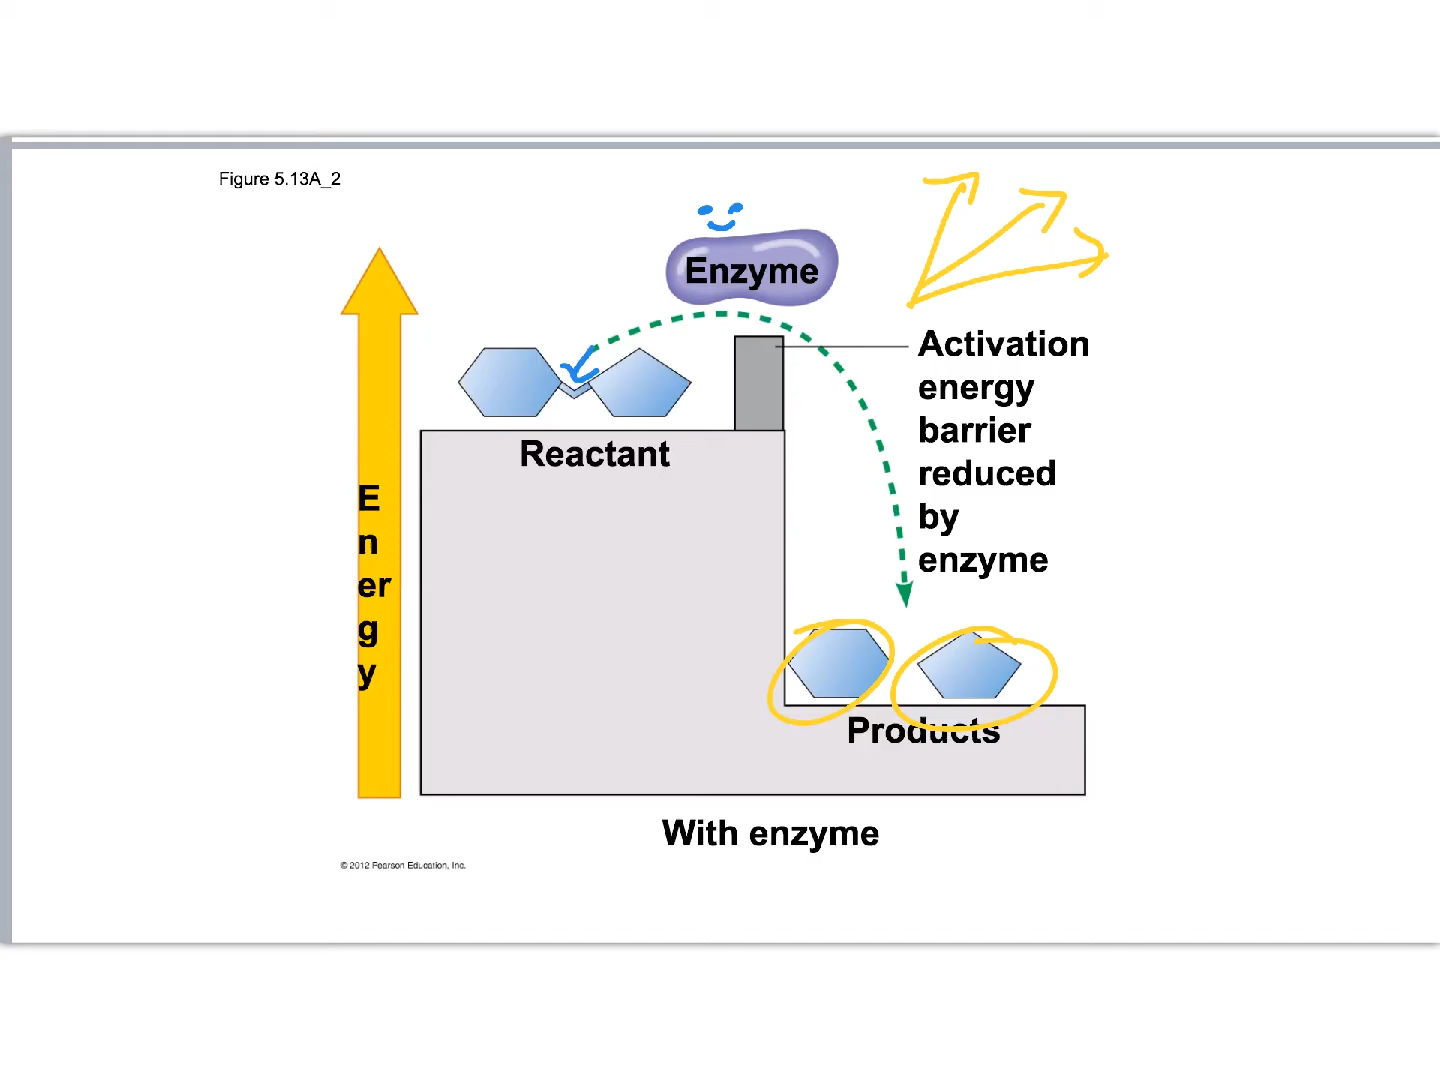 Figure 5.13A_2
Enzyme
Activation
energy
barrier
reduced
by
enzyme
Reactant
E
n
er
g
y
Products
With enzyme
© 2012 Pearson Education, Inc.